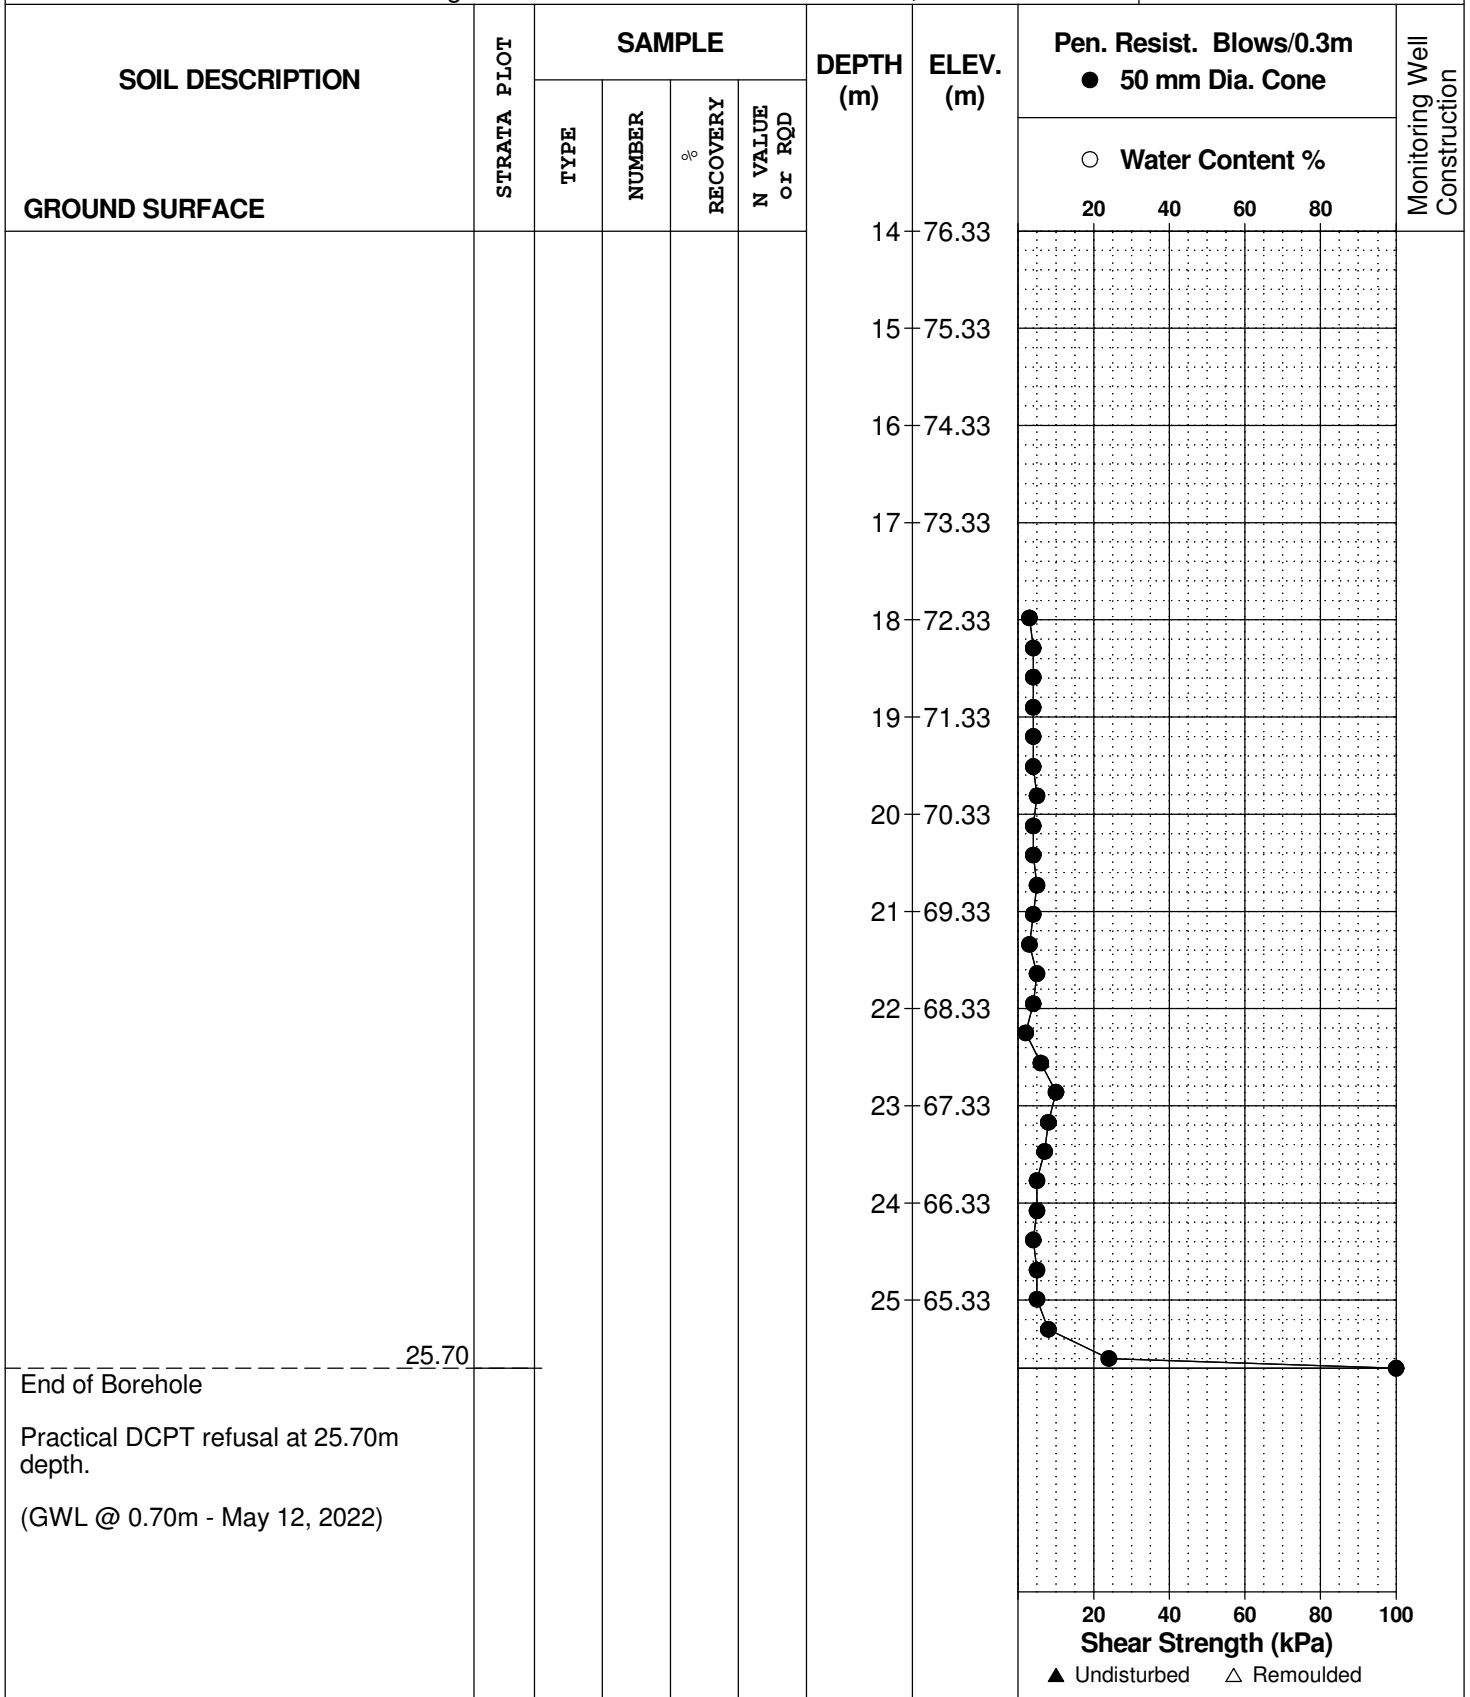 SOIL DESCRIPTION
GROUND SURFACE
STRATA PLOT
SAMPLE
TYPE
NUMBER
%
RECOVERY
N VALUE
or RQD
DEPTH
(m)
ELEV.
(m)
Pen. Resist. Blows/0.3m
● 50 mm Dia. Cone
○ Water Content %
20 40 60 80
Monitoring Well
Construction
14 76.33
15 75.33
16 74.33
17 73.33
18 72.33
19 71.33
20 70.33
21 69.33
22 68.33
23 67.33
24 66.33
25 65.33
25.70
End of Borehole
Practical DCPT refusal at 25.70m
depth.
(GWL @ 0.70m - May 12, 2022)
20 40 60 80 100
Shear Strength (kPa)
▲ Undisturbed △ Remoulded